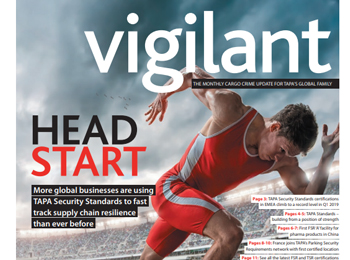 vigilant
THE MONTHLY CARGO CRIME UPDATE FOR TAPA'S GLOBAL FAMILY
HEAD
START
More global businesses are using
TAPA Security Standards to fast
track supply chain resilience
than ever before
Page 3: TAPA Security Standards certifications
in EMEA climb to a record level in Q1 2019
Pages 4-5: TAPA Standards –
building from a position of strength
Pages 6-7: First FSR 'A' facility for
pharma products in China
Pages 8-10: France joins TAPA's Parking Security
Requirements network with first certified location
Page 11: See all the latest FSR and TSR certifications